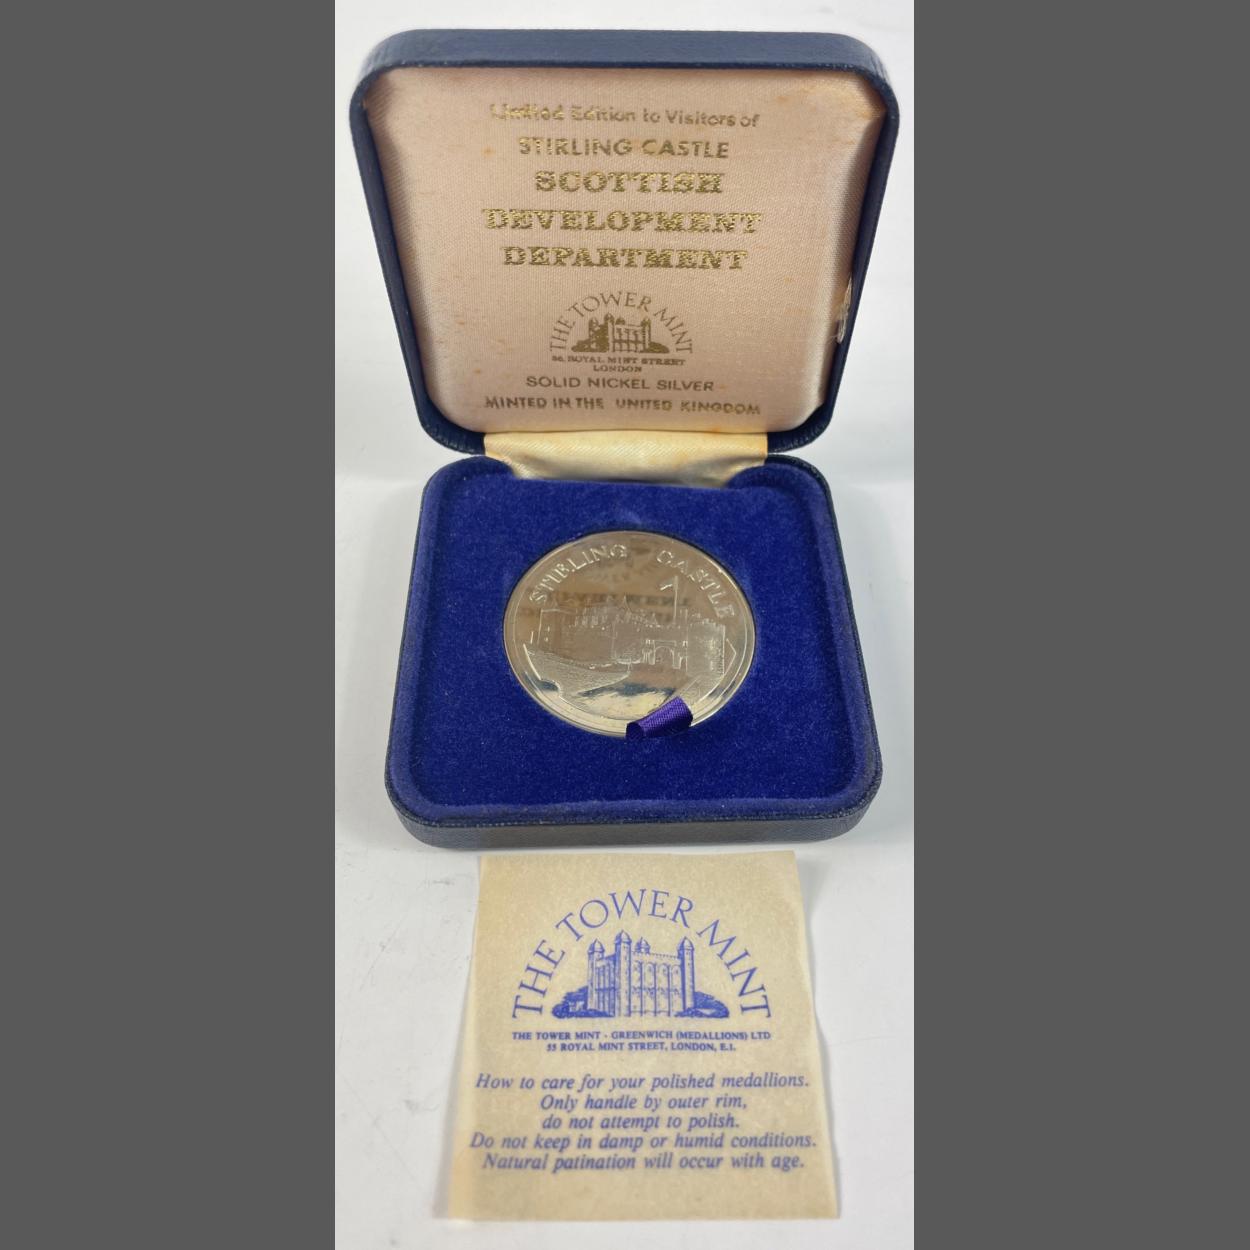 Limited Edition to Visitors of
STIRLING CASTLE
SCOTTISH
DEVELOPMENT
DEPARTMENT
THE TOWER MINT
ROYAL MINT STREET
LONDON
SOLID NICKEL SILVER
MINTED IN THE UNITED KINGDOM
STIRLING CASTLE
THE TOWER MINT
THE TOWER MINT - GREENWICH (MEDALLIONS) LTD
55 ROYAL MINT STREET, LONDON, E.I.
How to care for your polished medallions.
Only handle by outer rim,
do not attempt to polish.
Do not keep in damp or humid conditions.
Natural patination will occur with age.